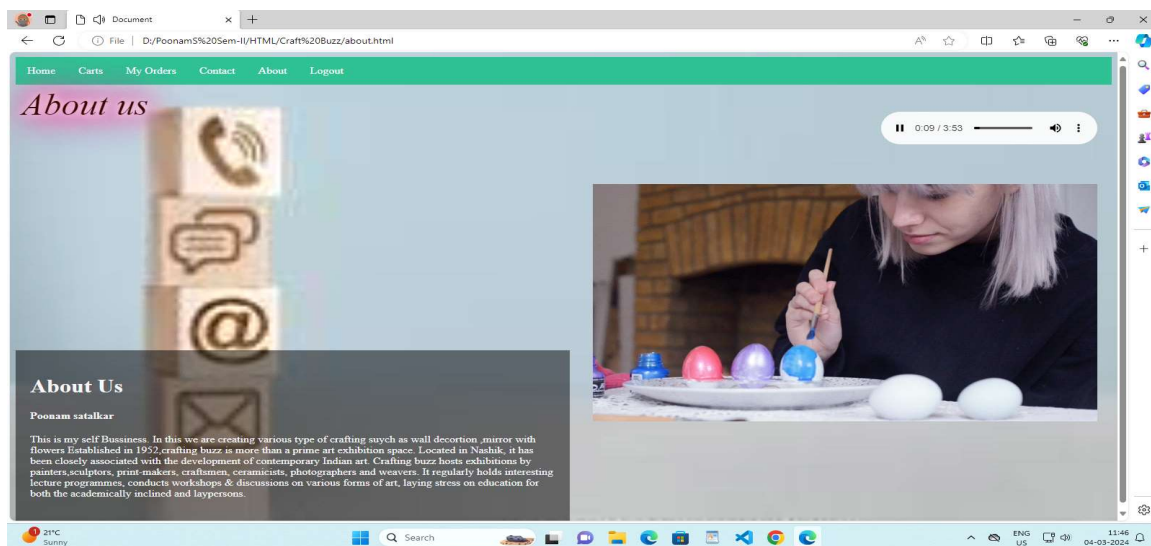 Document
File | D:/PoonamS%20Sem-II/HTML/Craft%20Buzz/about.html
Home Carts My Orders Contact About Logout
About us
0:09 / 3:53
@
About Us
Poonam satalkar
This is my self Bussiness. In this we are creating various type of crafting suych as wall decortion ,mirror with
flowers Established in 1952,crafting buzz is more than a prime art exhibition space. Located in Nashik, it has
been closely associated with the development of contemporary Indian art. Crafting buzz hosts exhibitions by
painters,sculptors, print-makers, craftsmen, ceramicists, photographers and weavers. It regularly holds interesting
lecture programmes, conducts workshops & discussions on various forms of art, laying stress on education for
both the academically inclined and laypersons.
1
21°C
Sunny
Search
ENG
US
11:46
04-03-2024